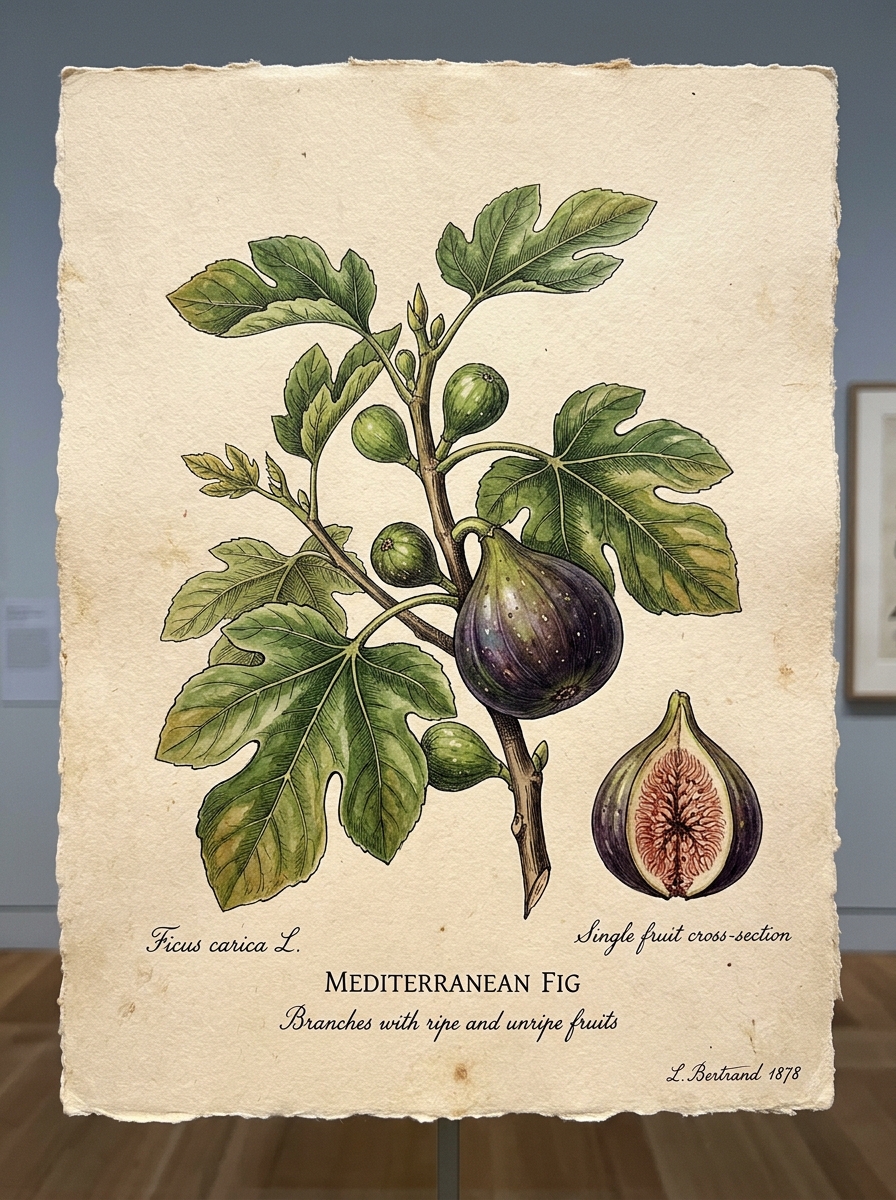 Ficus carica L.
Single fruit cross-section
MEDITERRANEAN FIG
Branches with ripe and unripe fruits
L. Bertrand 1878